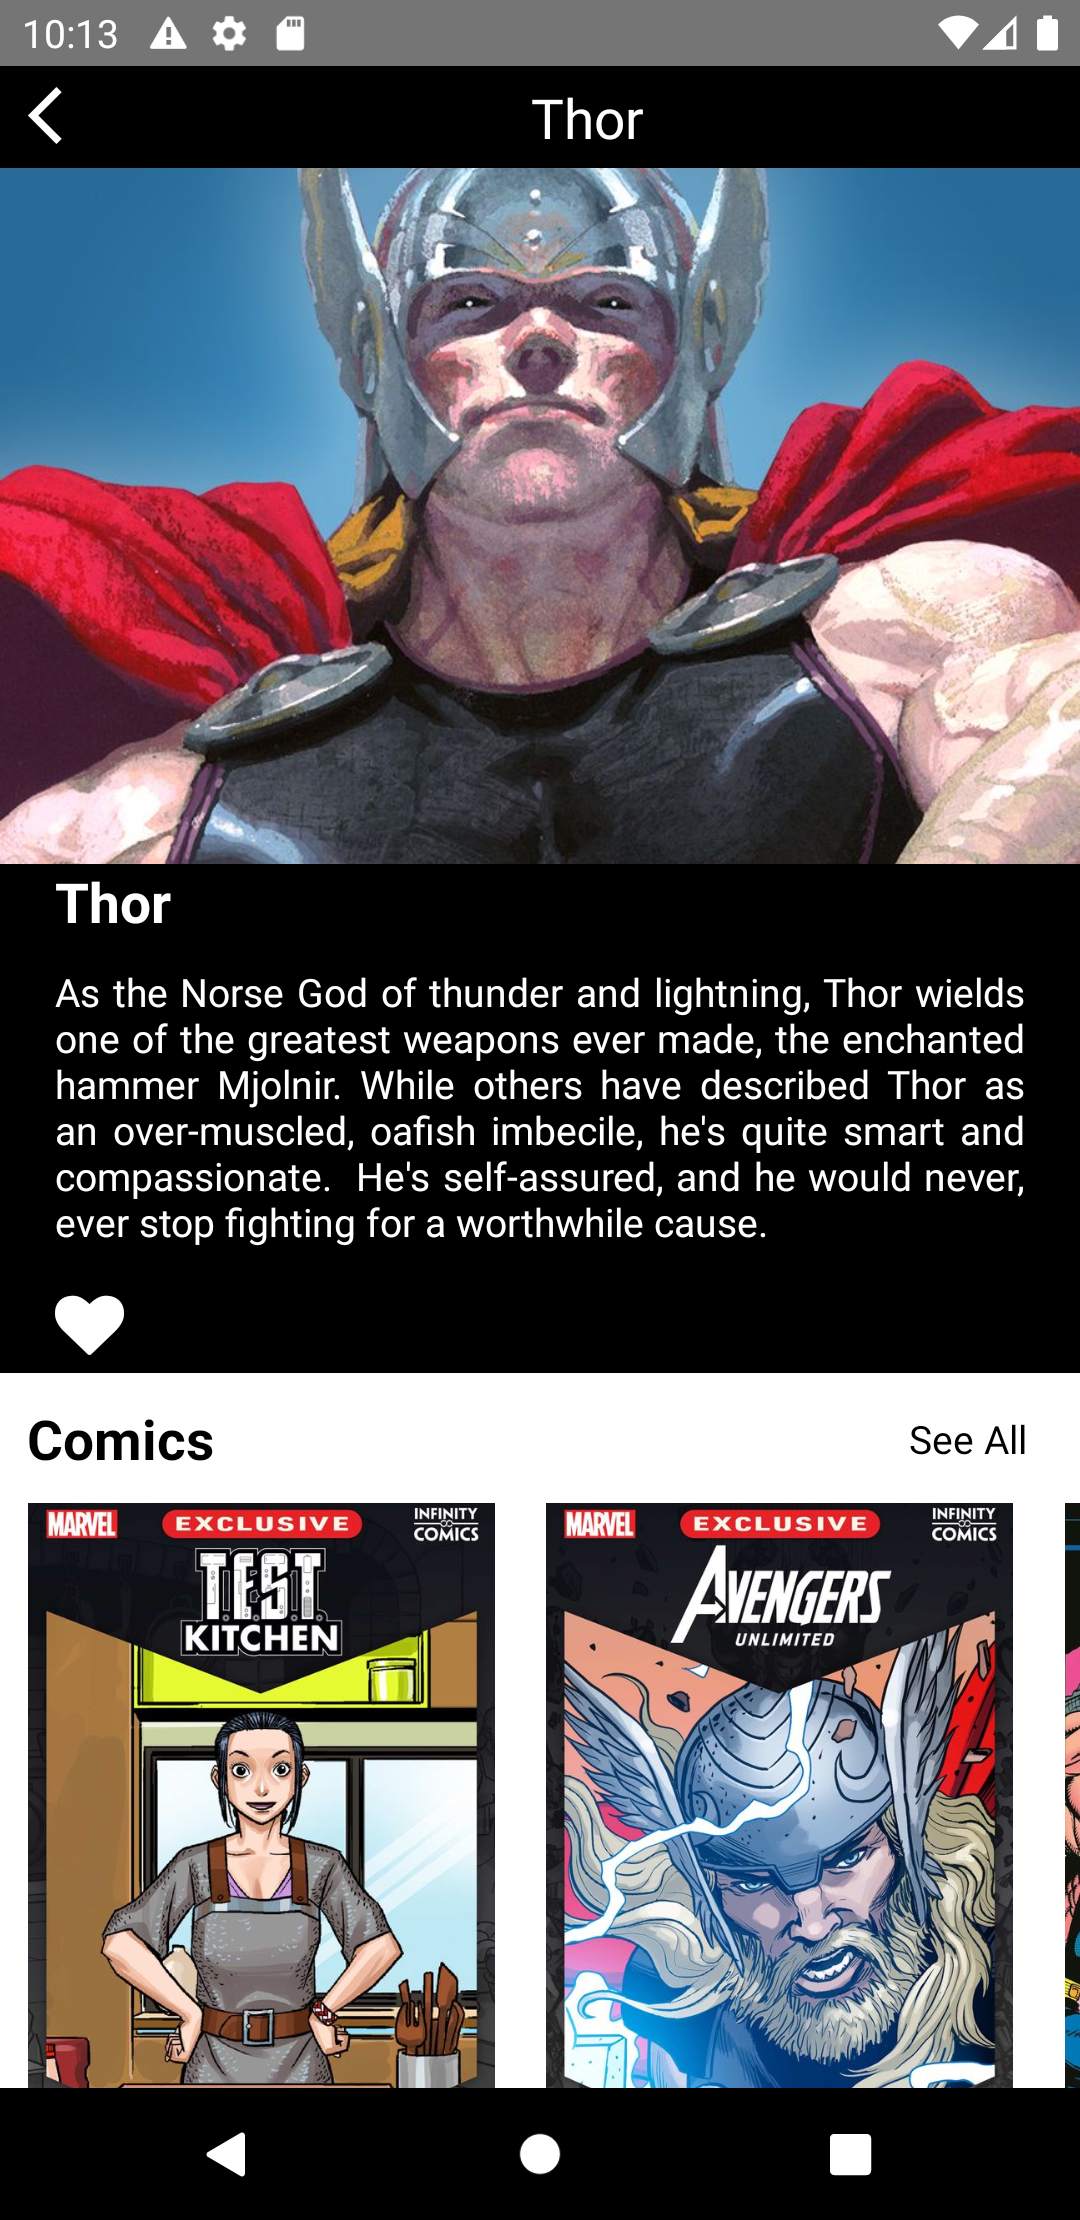 10:13
Thor
Thor
As the Norse God of thunder and lightning, Thor wields
one of the greatest weapons ever made, the enchanted
hammer Mjolnir. While others have described Thor as
an over-muscled, oafish imbecile, he's quite smart and
compassionate.  He's self-assured, and he would never,
ever stop fighting for a worthwhile cause.
Comics
See All
MARVEL
EXCLUSIVE
INFINITY
COMICS
T.E.S.T.
KITCHEN
MARVEL
EXCLUSIVE
INFINITY
COMICS
AVENGERS
UNLIMITED